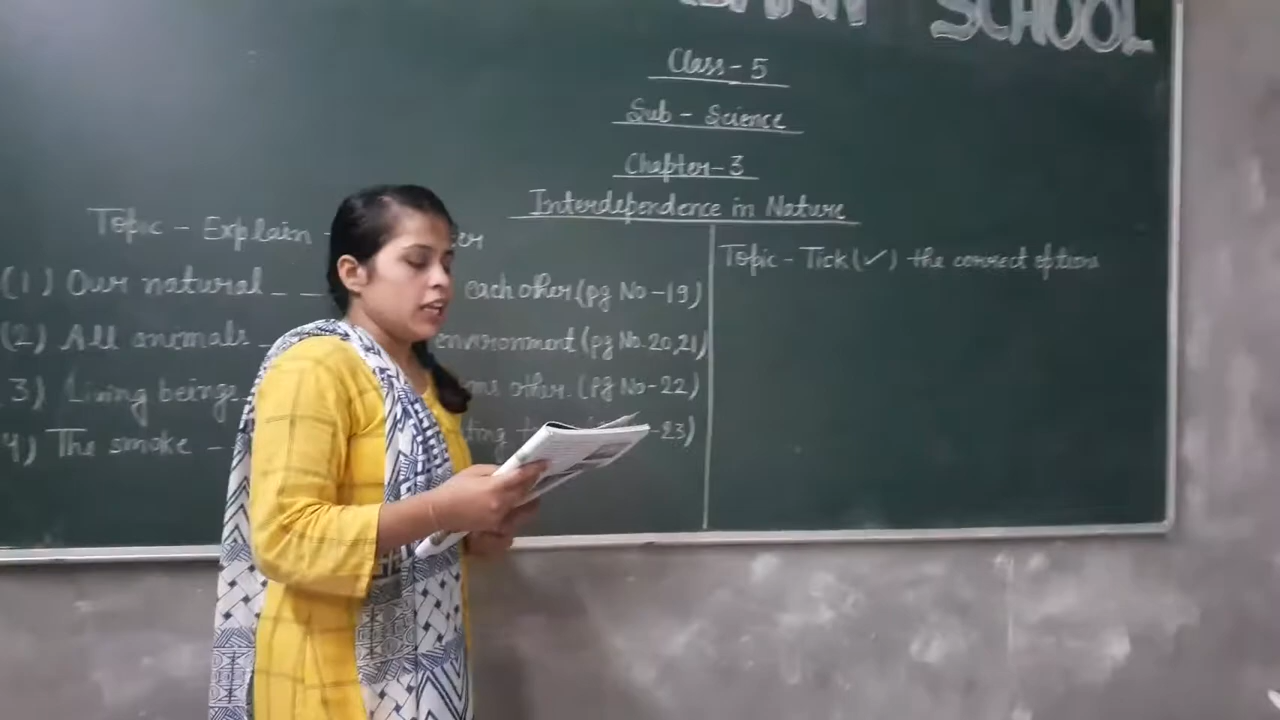 SCHOOL
Class - 5
Sub - Science
Chapter - 3
Interdependence in Nature
Topic - Explain -
(1) Our natural _ _ each other (pg No - 19)
(2) All animals _ environment (pg No. 20,21)
3) Living beings other. (pg No - 22)
4) The smoke - - 23)
Topic - Tick (✓) the correct option